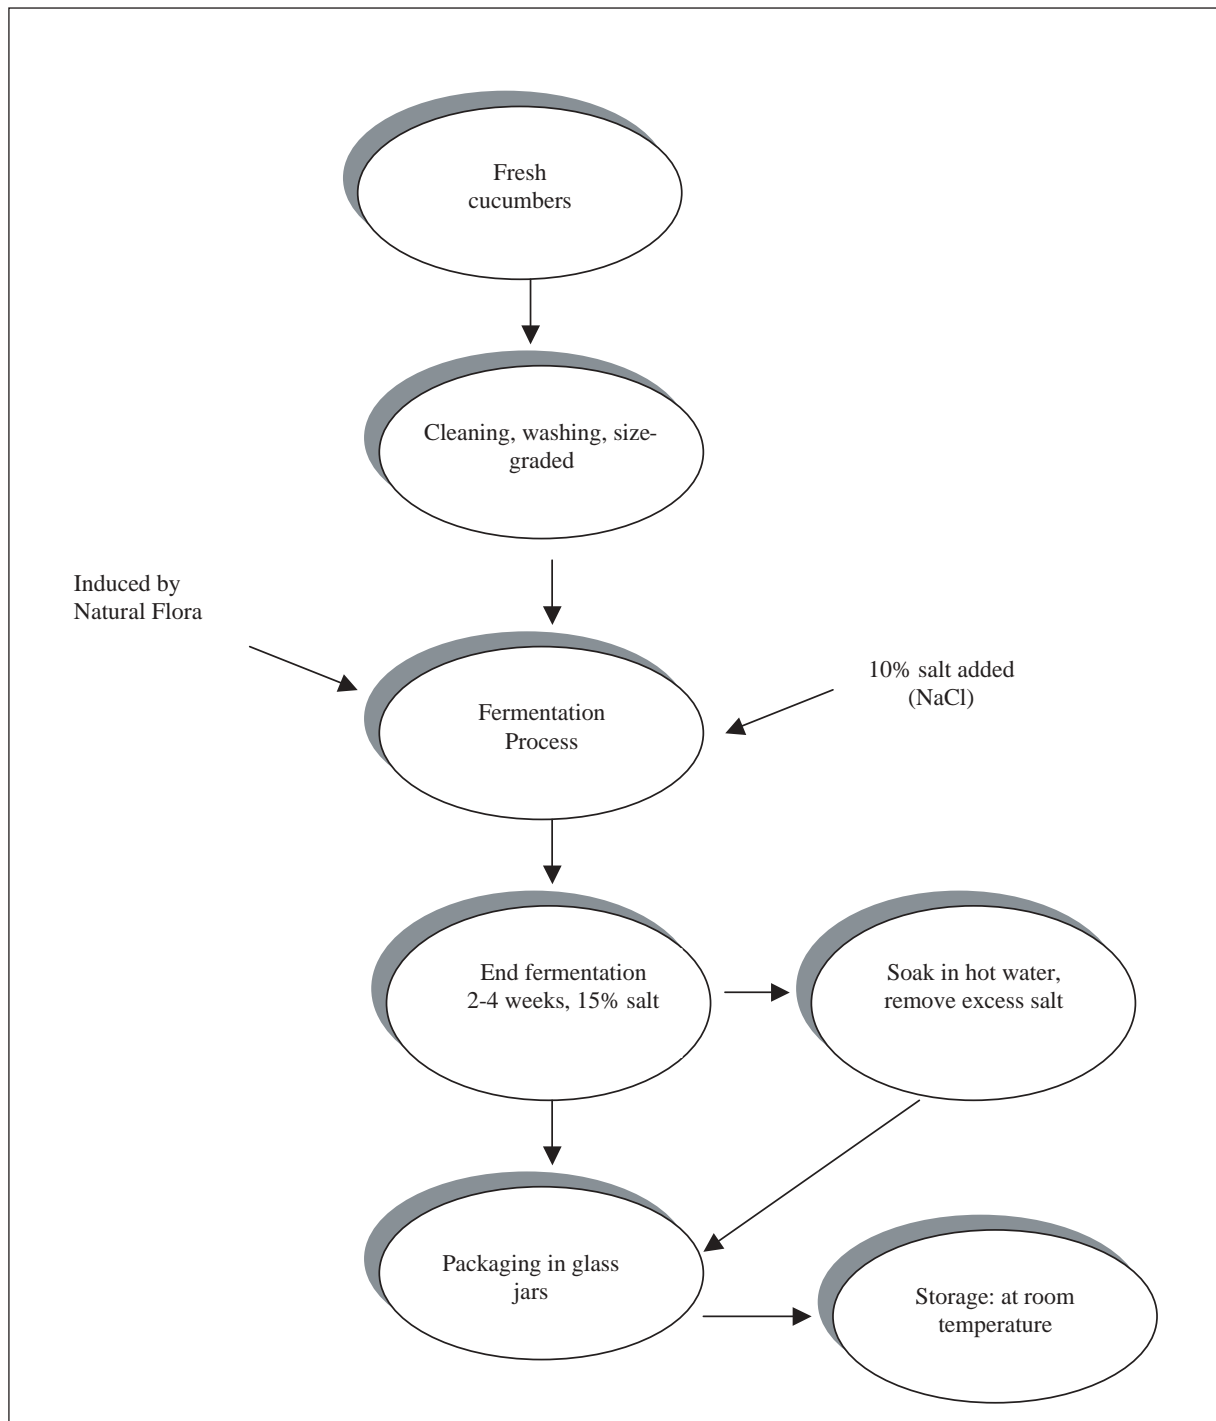 Fresh
cucumbers
Cleaning, washing, size-
graded
Induced by
Natural Flora
10% salt added
(NaCl)
Fermentation
Process
End fermentation
2-4 weeks, 15% salt
Soak in hot water,
remove excess salt
Packaging in glass
jars
Storage: at room
temperature